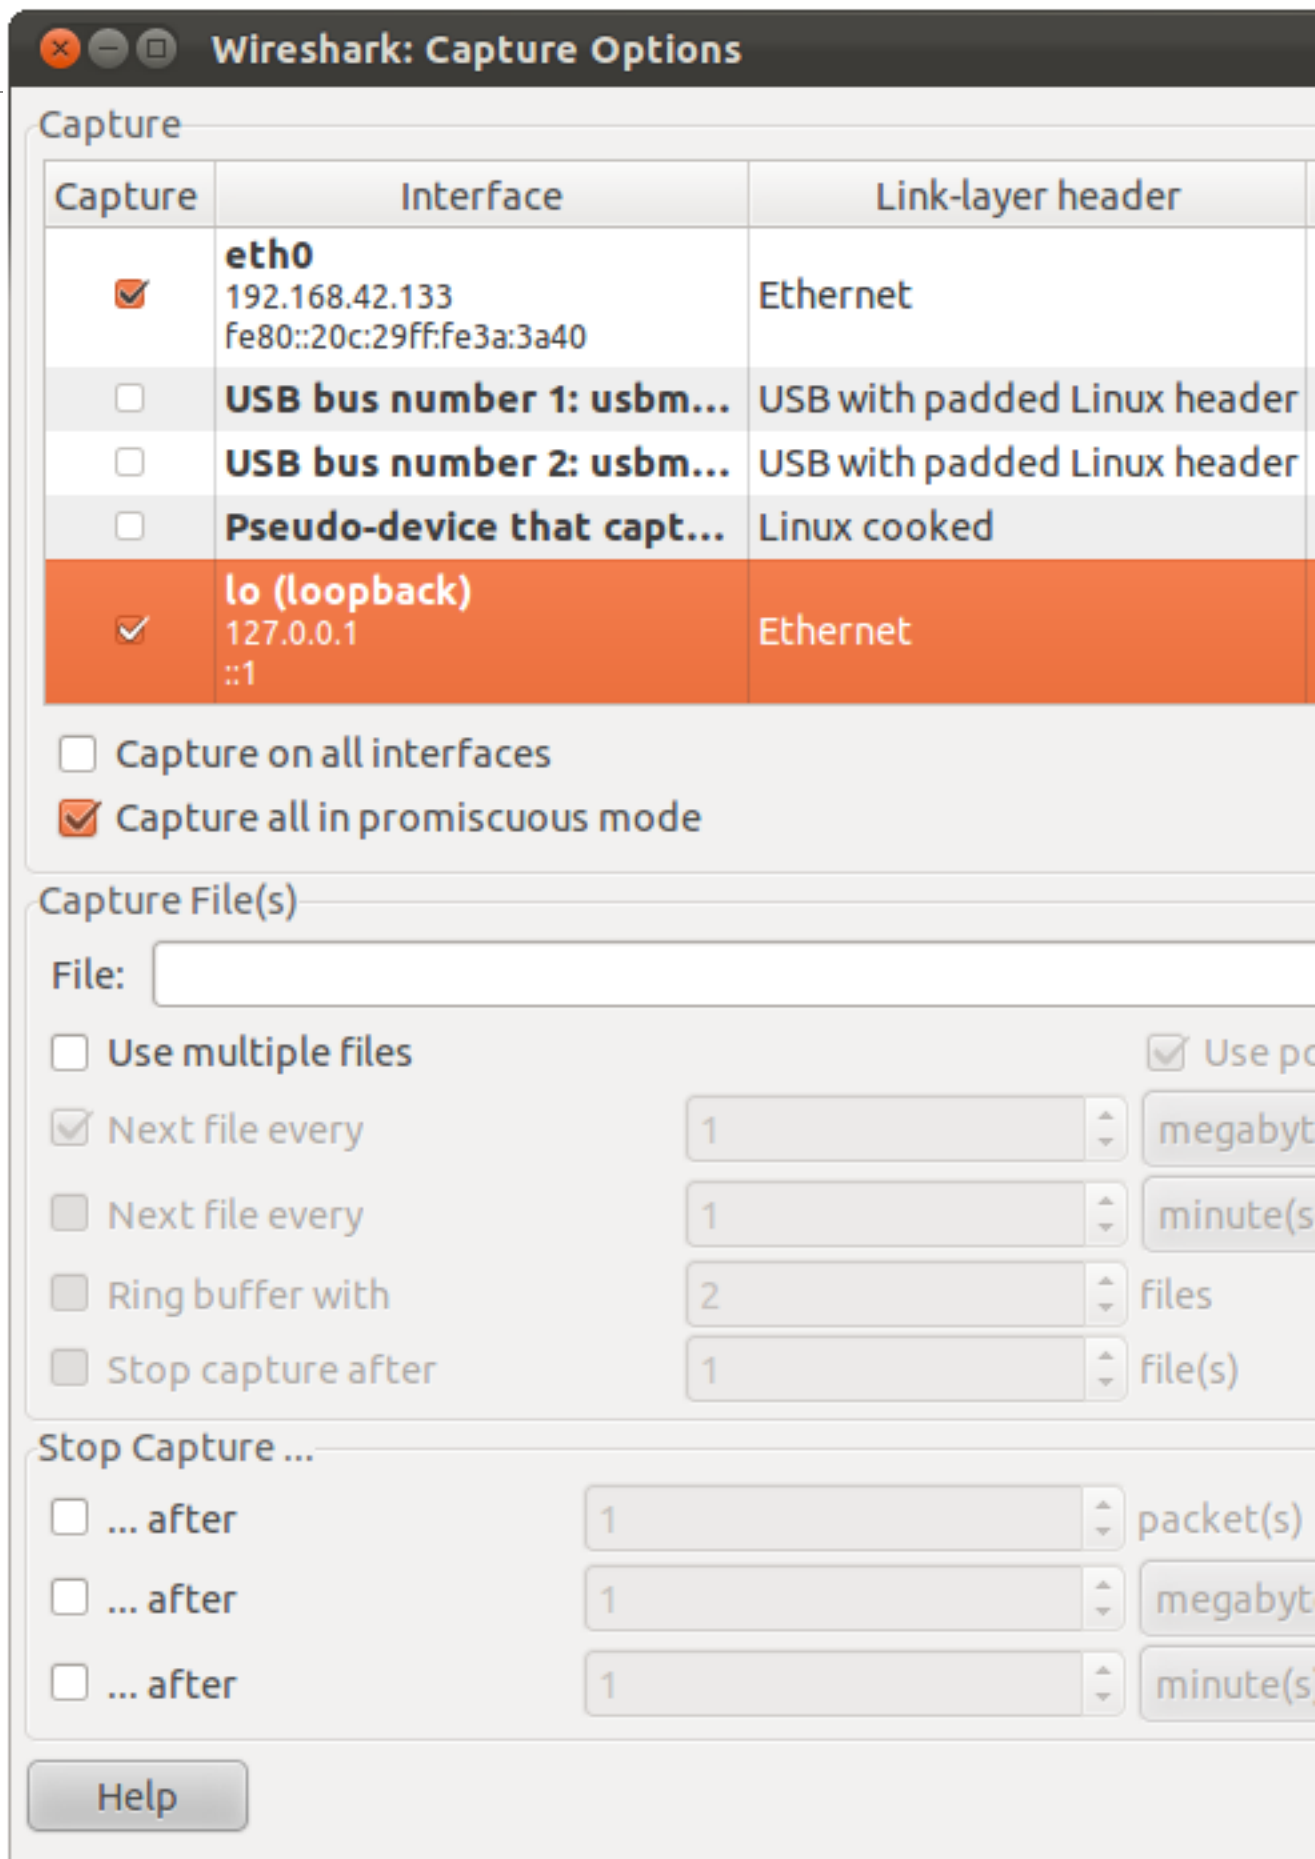 Wireshark: Capture Options
Capture
Capture Interface Link-layer header
eth0
192.168.42.133
fe80::20c:29ff:fe3a:3a40
Ethernet
USB bus number 1: usbm... USB with padded Linux header
USB bus number 2: usbm... USB with padded Linux header
Pseudo-device that capt... Linux cooked
lo (loopback)
127.0.0.1
::1
Ethernet
Capture on all interfaces
Capture all in promiscuous mode
Capture File(s)
File:
Use multiple files Use
Next file every 1
Next file every 1
Ring buffer with 2 files
Stop capture after 1 file(s)
Stop Capture ...
... after 1 packet(s)
... after 1
... after 1
Help